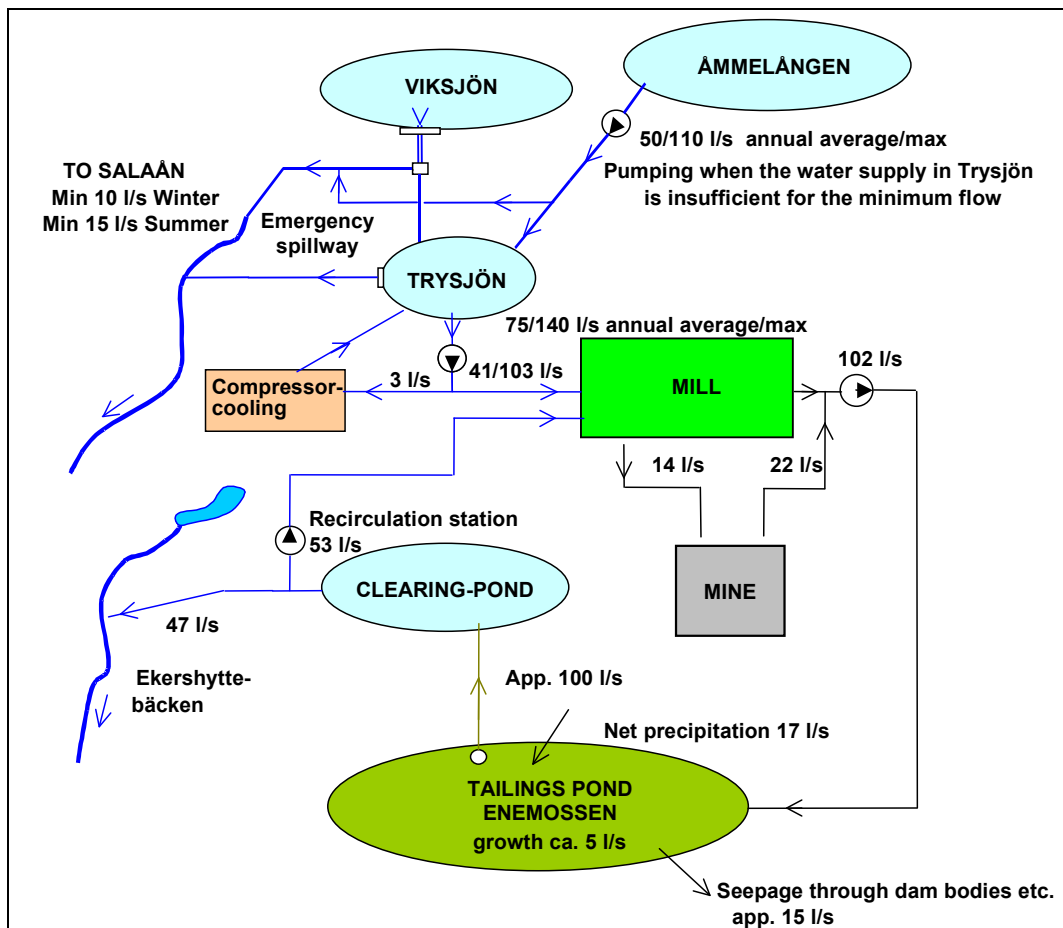 VIKSJÖN
ÅMMELÅNGEN
50/110 l/s annual average/max
Pumping when the water supply in Trysjön
is insufficient for the minimum flow
TO SALAÅN
Min 10 l/s Winter
Min 15 l/s Summer
Emergency
spillway
TRYSJÖN
75/140 l/s annual average/max
41/103 l/s
3 l/s
Compressor-
cooling
MILL
102 l/s
14 l/s
22 l/s
Recirculation station
53 l/s
CLEARING-POND
MINE
47 l/s
Ekershytte-
bäcken
App. 100 l/s
Net precipitation 17 l/s
TAILINGS POND
ENEMOSSEN
growth ca. 5 l/s
Seepage through dam bodies etc.
app. 15 l/s